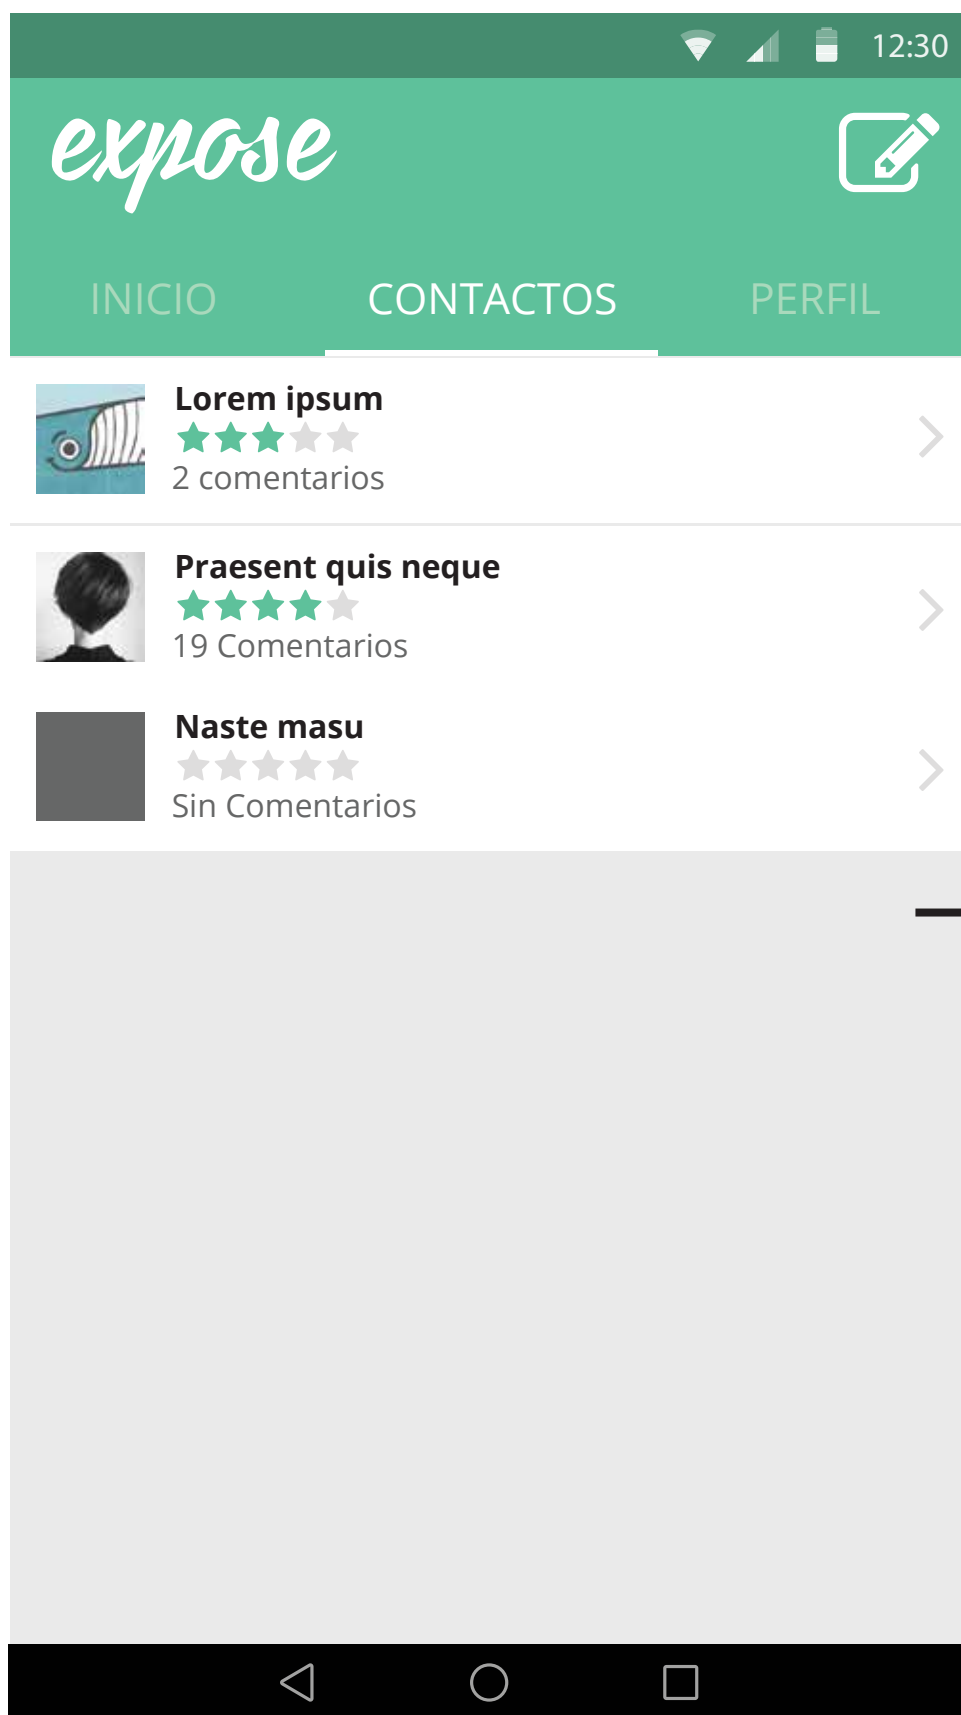 12:30
expose
INICIO CONTACTOS PERFIL
Lorem ipsum
2 comentarios
Praesent quis neque
19 Comentarios
Naste masu
Sin Comentarios